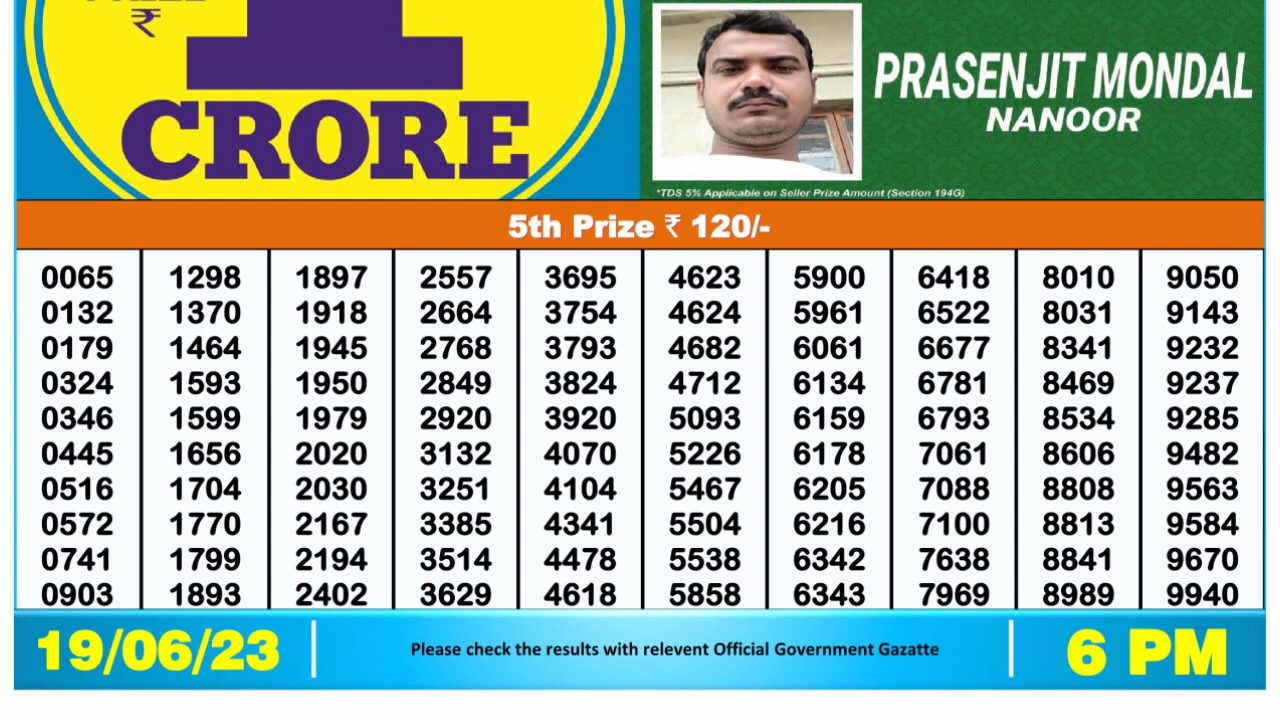 ₹
1
CRORE
PRASENJIT MONDAL
NANOOR
*TDS 5% Applicable on Seller Prize Amount (Section 194G)
5th Prize ₹ 120/-
0065 1298 1897 2557 3695 4623 5900 6418 8010 9050
0132 1370 1918 2664 3754 4624 5961 6522 8031 9143
0179 1464 1945 2768 3793 4682 6061 6677 8341 9232
0324 1593 1950 2849 3824 4712 6134 6781 8469 9237
0346 1599 1979 2920 3920 5093 6159 6793 8534 9285
0445 1656 2020 3132 4070 5226 6178 7061 8606 9482
0516 1704 2030 3251 4104 5467 6205 7088 8808 9563
0572 1770 2167 3385 4341 5504 6216 7100 8813 9584
0741 1799 2194 3514 4478 5538 6342 7638 8841 9670
0903 1893 2402 3629 4618 5858 6343 7969 8989 9940
19/06/23
Please check the results with relevent Official Government Gazatte
6 PM